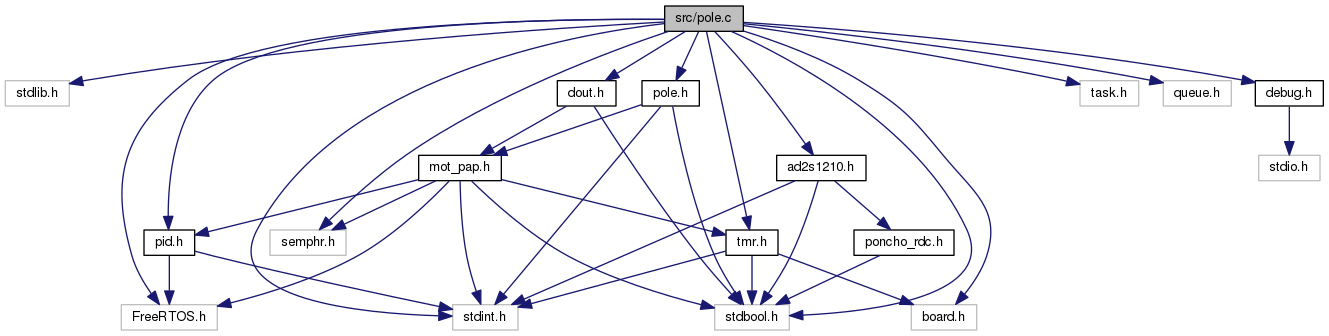 src/pole.c
stdlib.h
dout.h
pole.h
task.h
queue.h
debug.h
mot_pap.h
ad2s1210.h
stdio.h
pid.h
semphr.h
tmr.h
poncho_rdc.h
FreeRTOS.h
stdint.h
stdbool.h
board.h